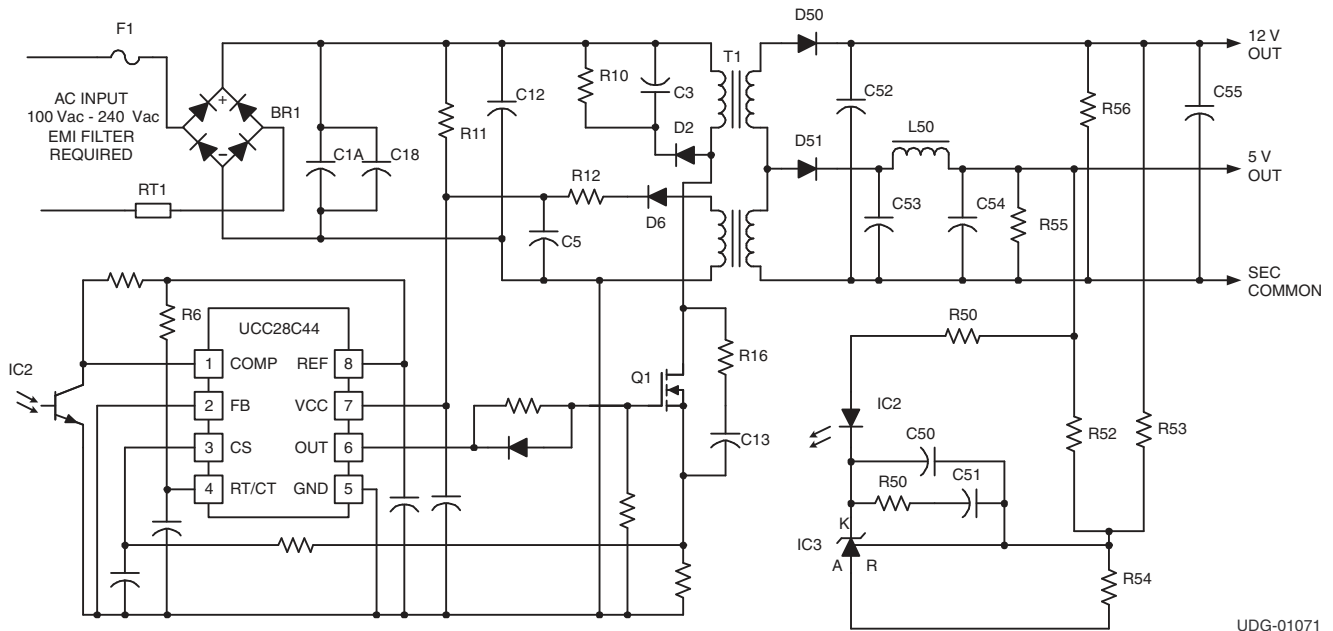 F1
D50
12 V
OUT
T1
R10
C3
C12
C52
R56
C55
AC INPUT
100 Vac - 240 Vac
EMI FILTER
REQUIRED
+
BR1
–
R11
D2
D51
L50
C1A
C18
5 V
OUT
RT1
R12
D6
C53
C54
R55
C5
SEC
COMMON
R6
UCC28C44
R50
R16
IC2
1
COMP
REF
8
Q1
2
FB
VCC
7
IC2
3
CS
OUT
6
C13
C50
R52
R53
4
RT/CT
GND
5
R50
C51
K
IC3
A
R
R54
UDG-01071